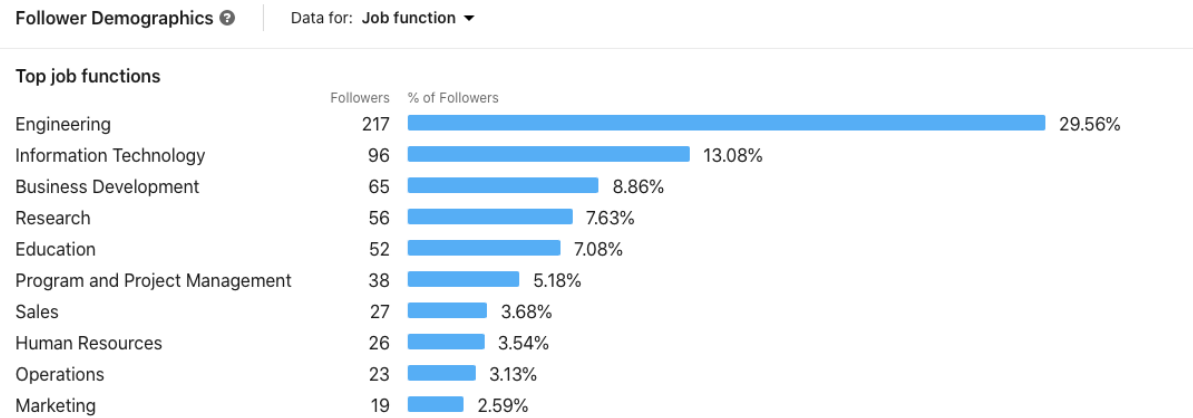 Follower Demographics ? Data for: Job function
Top job functions
Followers % of Followers
Engineering 217 29.56%
Information Technology 96 13.08%
Business Development 65 8.86%
Research 56 7.63%
Education 52 7.08%
Program and Project Management 38 5.18%
Sales 27 3.68%
Human Resources 26 3.54%
Operations 23 3.13%
Marketing 19 2.59%